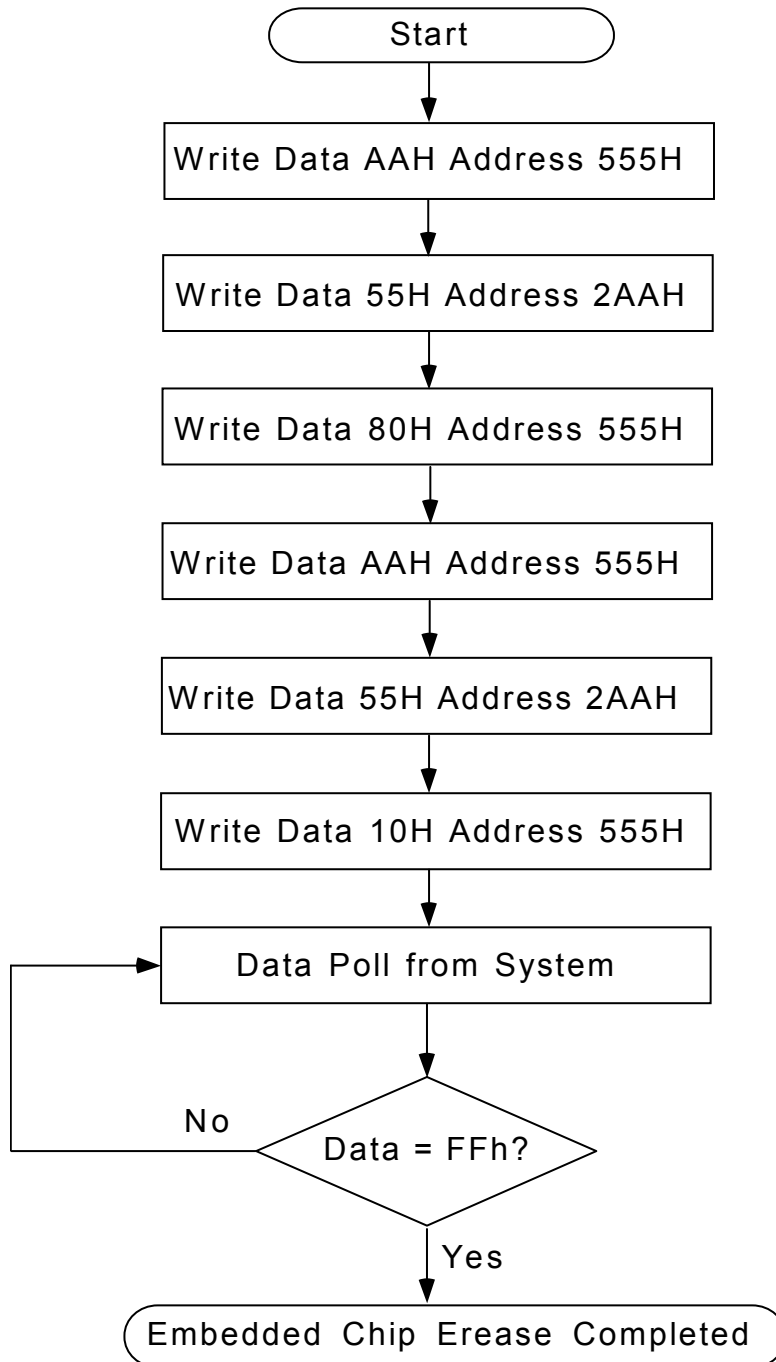 Start
Write Data AAH Address 555H
Write Data 55H Address 2AAH
Write Data 80H Address 555H
Write Data AAH Address 555H
Write Data 55H Address 2AAH
Write Data 10H Address 555H
Data Poll from System
No
Data = FFh?
Yes
Embedded Chip Erease Completed